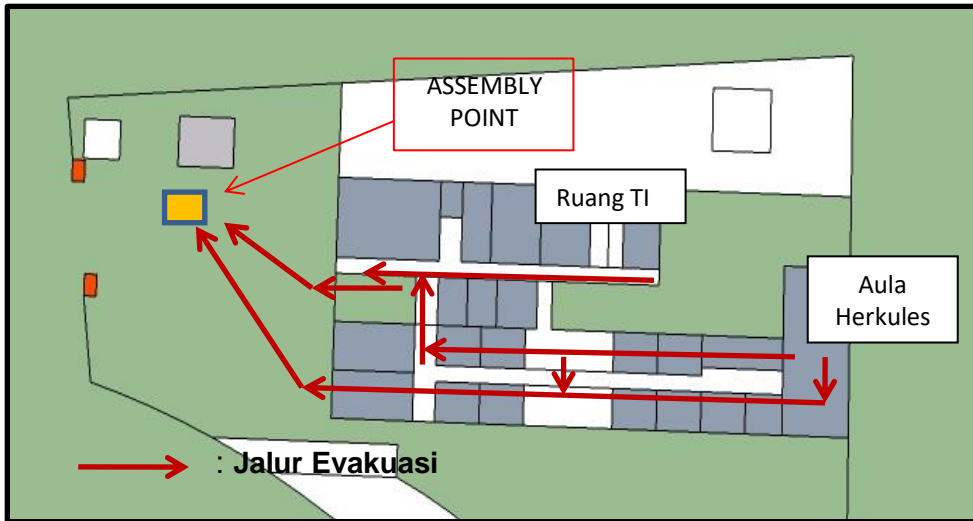 ASSEMBLY
POINT
Ruang TI
Aula
Herkules
: Jalur Evakuasi